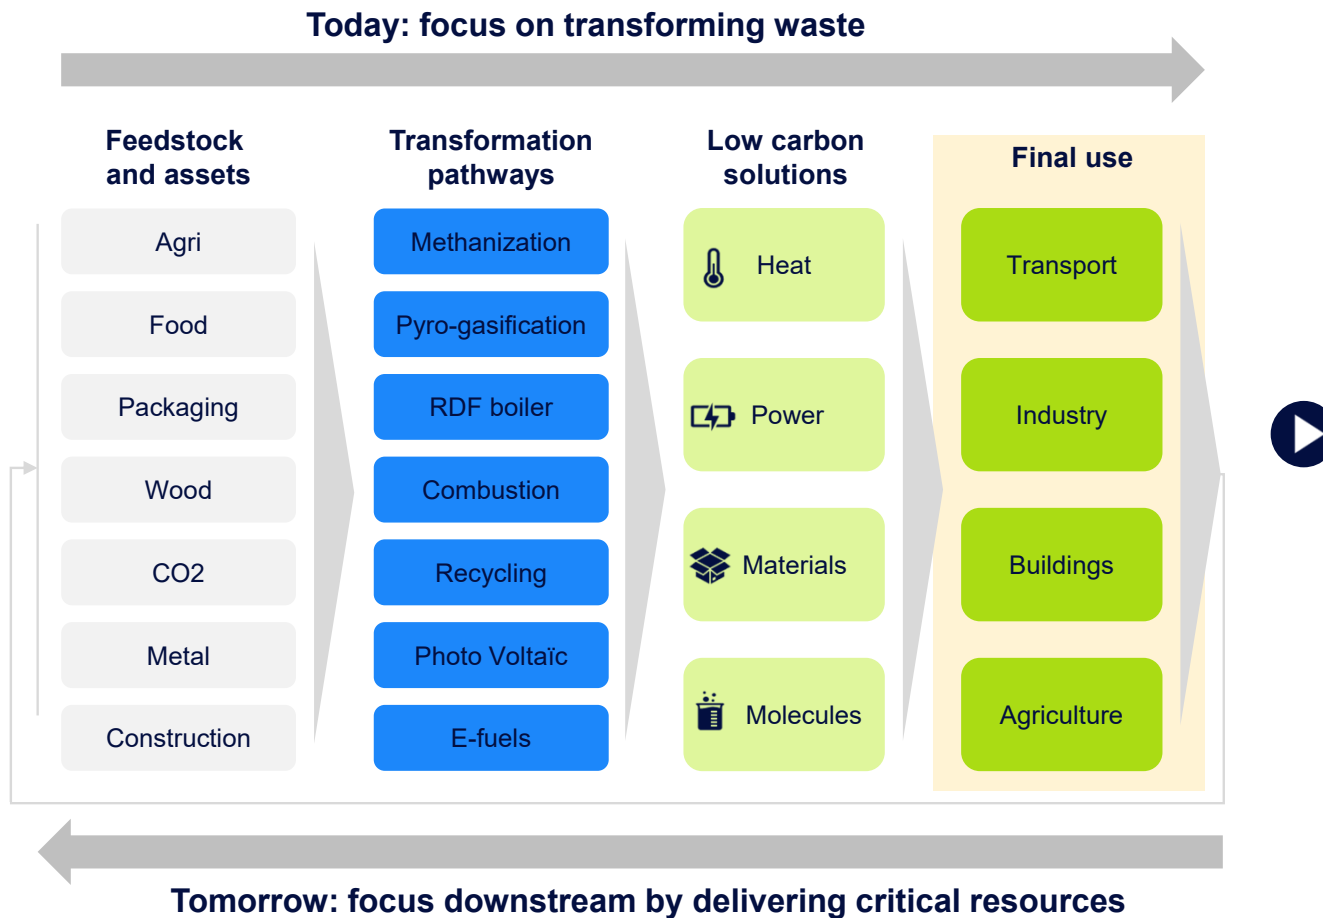 Today: focus on transforming waste
Feedstock
and assets
Agri
Food
Packaging
Wood
CO2
Metal
Construction
Transformation
pathways
Methanization
Pyro-gasification
RDF boiler
Combustion
Recycling
Photo Voltaïc
E-fuels
Low carbon
solutions
Heat
Power
Materials
Molecules
Final use
Transport
Industry
Buildings
Agriculture
Tomorrow: focus downstream by delivering critical resources